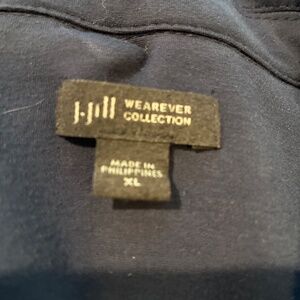 J.Jill WEAREVER
COLLECTION
MADE IN
PHILIPPINES
XL